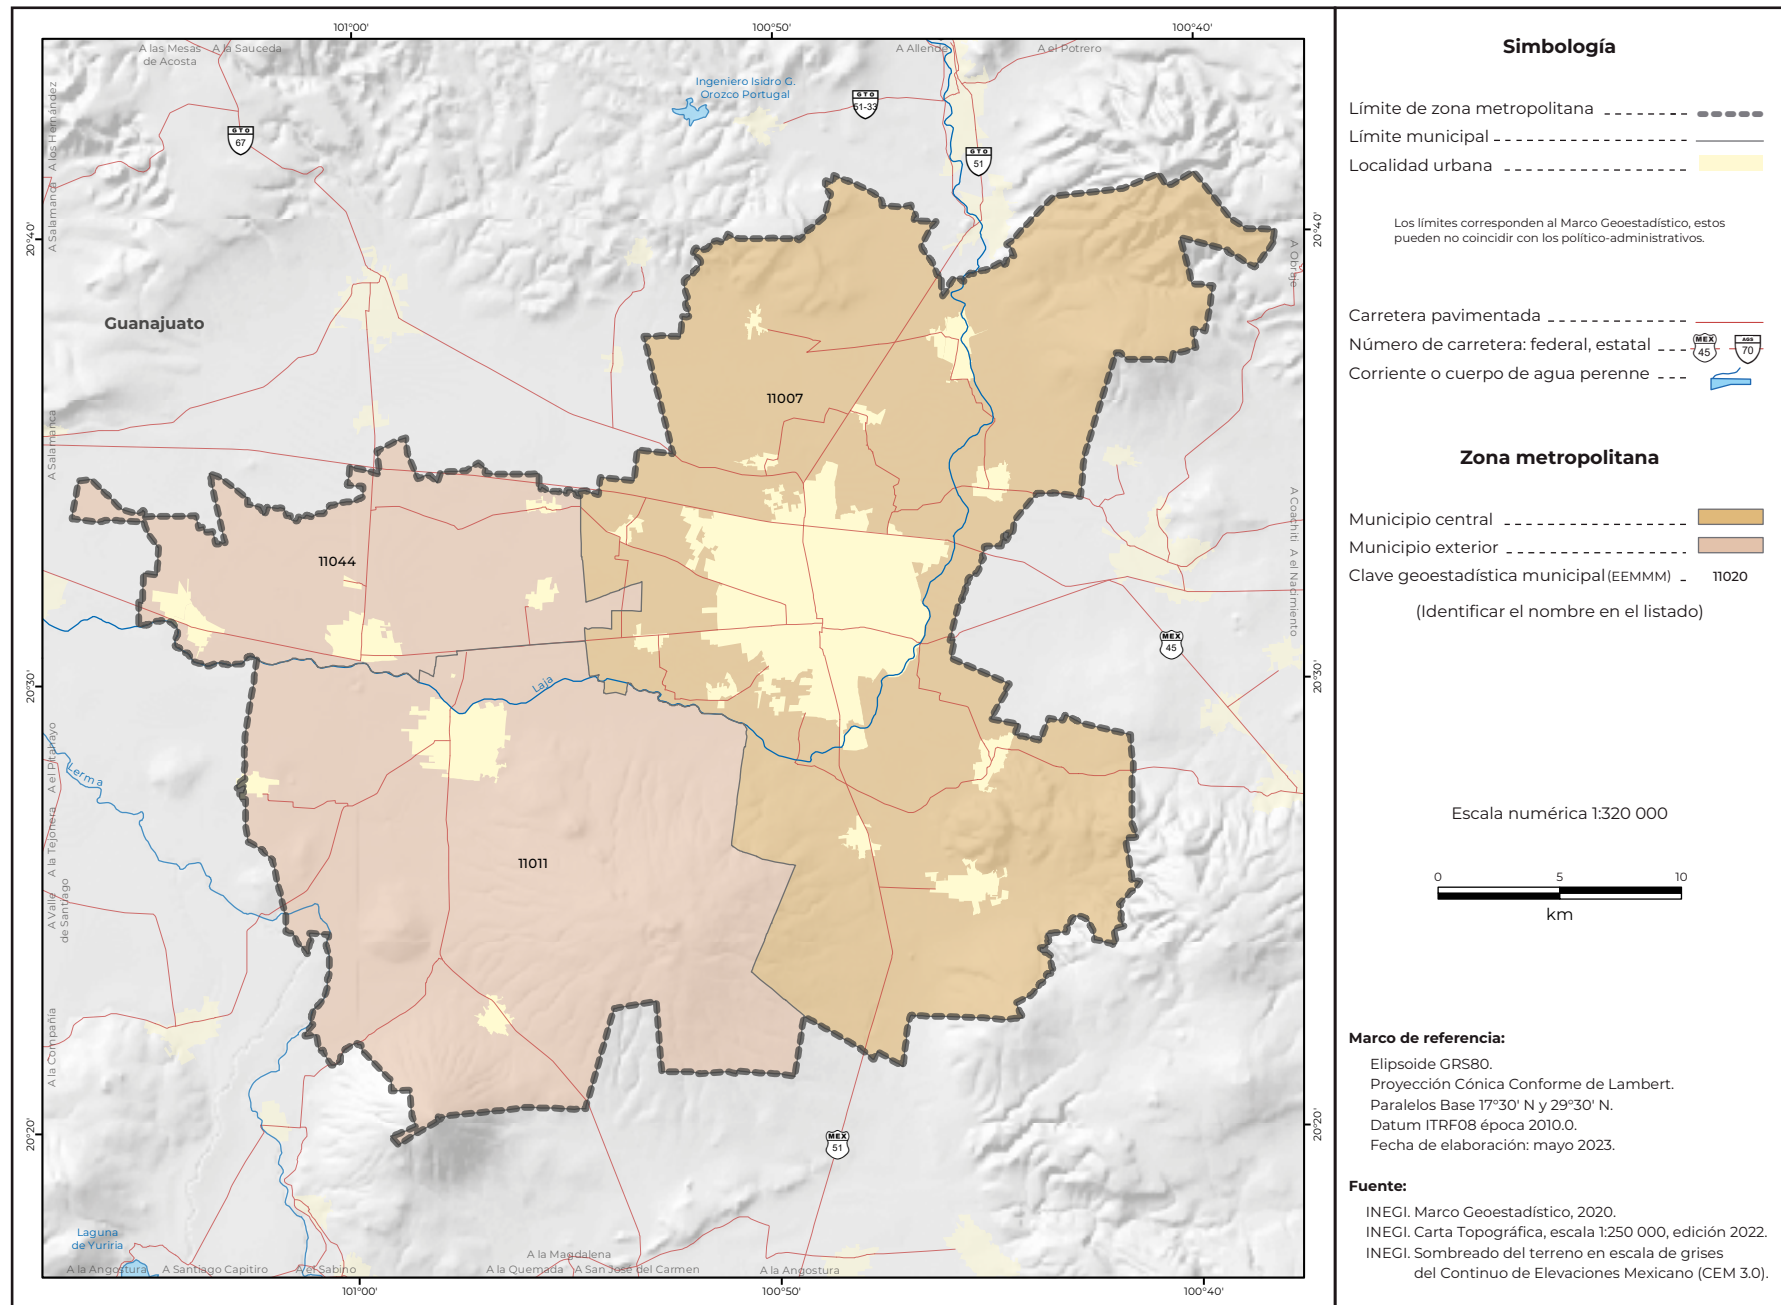 101°00'
100°50'
100°40'
A las Mesas
de Acosta
A la Sauceda
A Allende
A el Potrero
Ingeniero Isidro G.
Orozco Portugal
GTO
51-33
GTO
67
GTO
51
A los Hernández
A Salamanca
20°40'
20°40'
A Obraje
Guanajuato
11007
A Salamanca
A Coachiti
11044
A el Nacimiento
MEX
45
20°30'
20°30'
Laja
A el Pitahayo
Lerma
A la Tejonera
11011
A Valle
de Santiago
A la Compañia
20°20'
20°20'
MEX
51
Laguna
de Yuriria
A la Magdalena
A la Angostura
A Santiago Capitiro
A el Sabino
A la Quemada
A San José del Carmen
A la Angostura
101°00'
100°50'
100°40'
Simbología
Límite de zona metropolitana
Límite municipal
Localidad urbana
Los límites corresponden al Marco Geoestadístico, estos
pueden no coincidir con los político-administrativos.
Carretera pavimentada
Número de carretera: federal, estatal
MEX
45
AGS
70
Corriente o cuerpo de agua perenne
Zona metropolitana
Municipio central
Municipio exterior
Clave geoestadística municipal (EEMMM) 11020
(Identificar el nombre en el listado)
Escala numérica 1:320 000
0 5 10
km
Marco de referencia:
Elipsoide GRS80.
Proyección Cónica Conforme de Lambert.
Paralelos Base 17°30' N y 29°30' N.
Datum ITRF08 época 2010.0.
Fecha de elaboración: mayo 2023.
Fuente:
INEGI. Marco Geoestadístico, 2020.
INEGI. Carta Topográfica, escala 1:250 000, edición 2022.
INEGI. Sombreado del terreno en escala de grises
del Continuo de Elevaciones Mexicano (CEM 3.0).